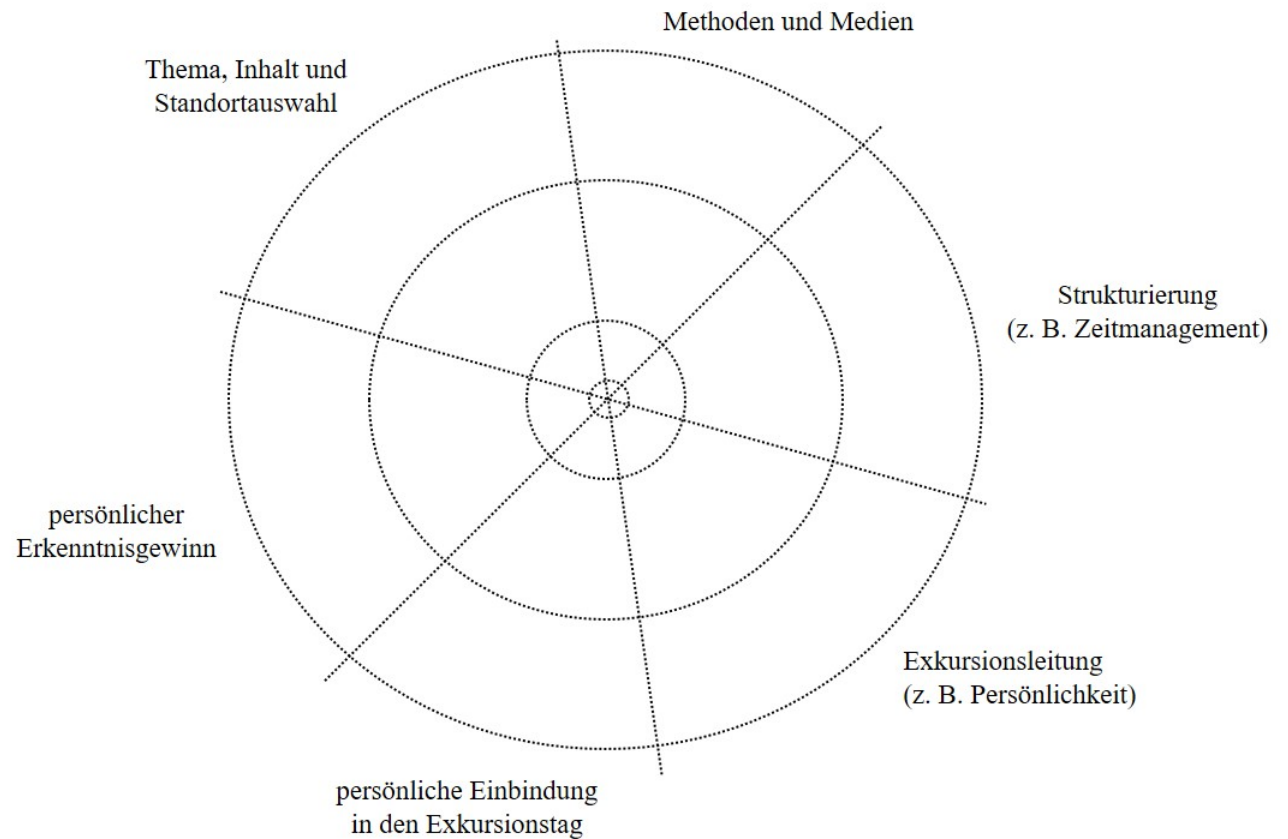 Methoden und Medien
Thema, Inhalt und
Standortauswahl
Strukturierung
(z. B. Zeitmanagement)
persönlicher
Erkenntnisgewinn
Exkursionsleitung
(z. B. Persönlichkeit)
persönliche Einbindung
in den Exkursionstag